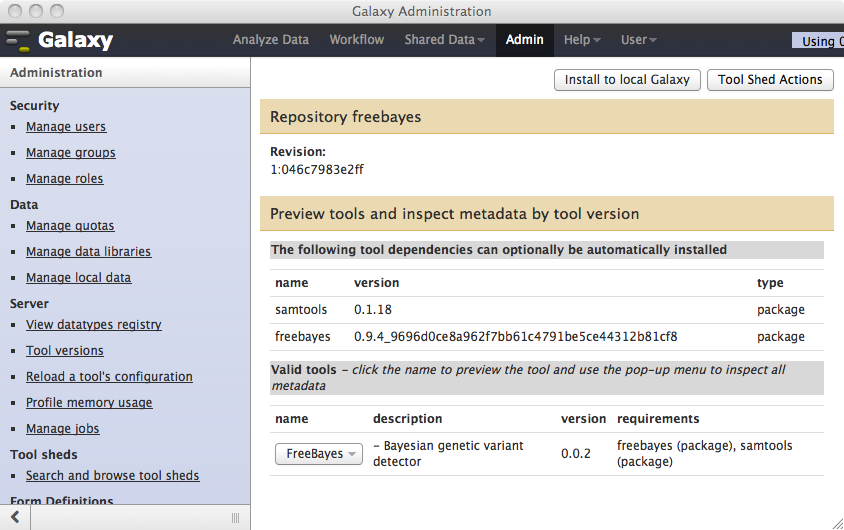 Galaxy Administration
Galaxy
Analyze Data
Workflow
Shared Data
Admin
Help
User
Using
Administration
Security
Manage users
Manage groups
Manage roles
Data
Manage quotas
Manage data libraries
Manage local data
Server
View datatypes registry
Tool versions
Reload a tool's configuration
Profile memory usage
Manage jobs
Tool sheds
Search and browse tool sheds
Form Definitions
Install to local Galaxy
Tool Shed Actions
Repository freebayes
Revision:
1:046c7983e2ff
Preview tools and inspect metadata by tool version
The following tool dependencies can optionally be automatically installed
name version type
samtools 0.1.18 package
freebayes 0.9.4_9696d0ce8a962f7bb61c4791be5ce44312b81cf8 package
Valid tools – click the name to preview the tool and use the pop-up menu to inspect all
metadata
name description version requirements
FreeBayes – Bayesian genetic variant
detector 0.0.2 freebayes (package), samtools
(package)